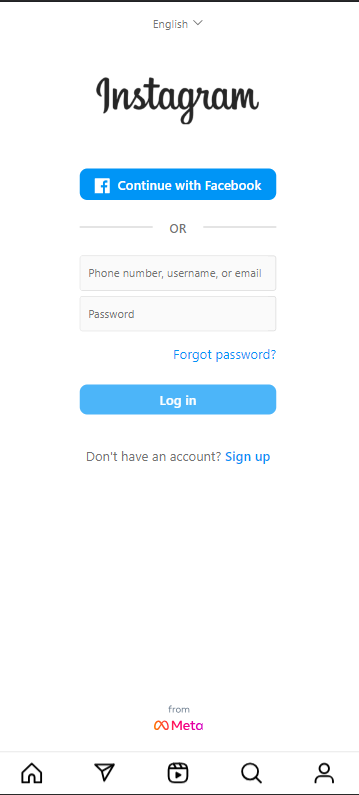 English
Instagram
Continue with Facebook
OR
Phone number, username, or email
Password
Forgot password?
Log in
Don't have an account? Sign up
from
Meta